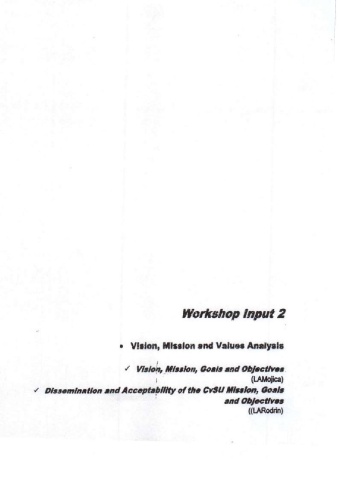 Workshop Input 2
• Vision, Mission and Values Analysis
✓ Vision, Mission, Goals and Objectives
(LAMojica)
✓ Dissemination and Acceptability of the CvSU Mission, Goals
and Objectives
((LARodrin)